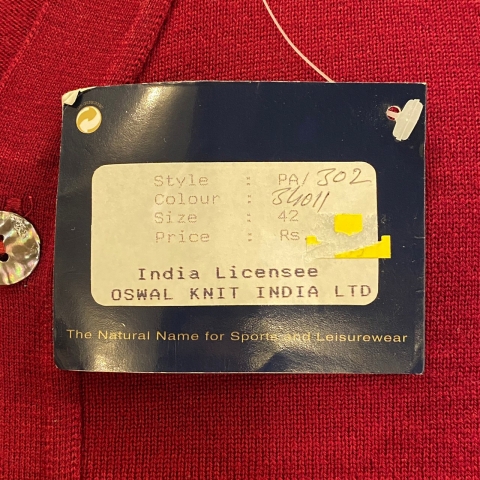 Style : PA/302
Colour : 34011
Size : 42
Price : Rs.
India Licensee
OSWAL KNIT INDIA LTD
The Natural Name for Sports and Leisurewear